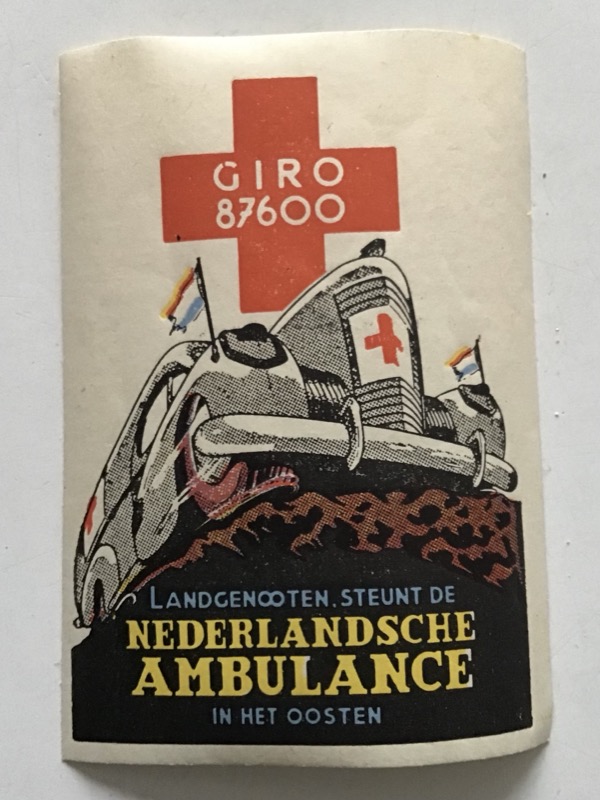 GIRO
87600
LANDGENOOTEN. STEUNT DE
NEDERLANDSCHE
AMBULANCE
IN HET OOSTEN